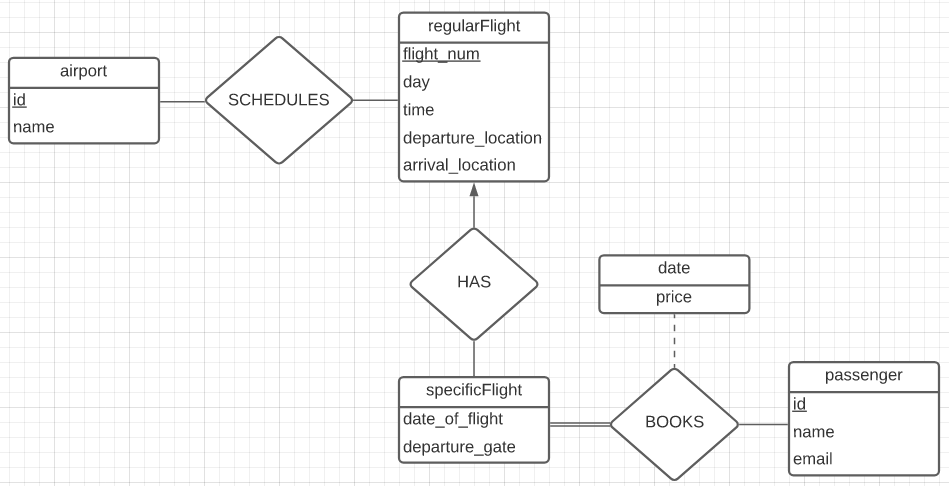 airport
id
name
SCHEDULES
regularFlight
flight_num
day
time
departure_location
arrival_location
HAS
specificFlight
date_of_flight
departure_gate
date
price
BOOKS
passenger
id
name
email